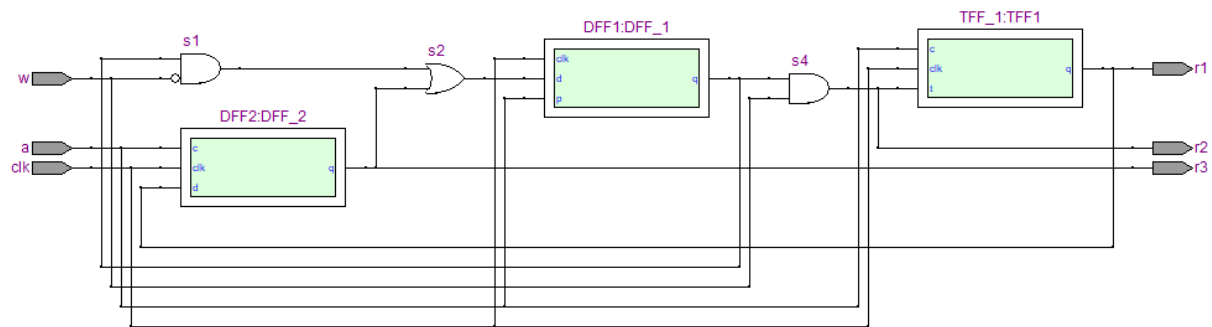 DFF1:DFF_1
TFF_1:TFF1
s1
s2
s4
clk
d
p
q
c
clk
t
q
w
r1
DFF2:DFF_2
a
clk
c
clk
d
q
r2
r3